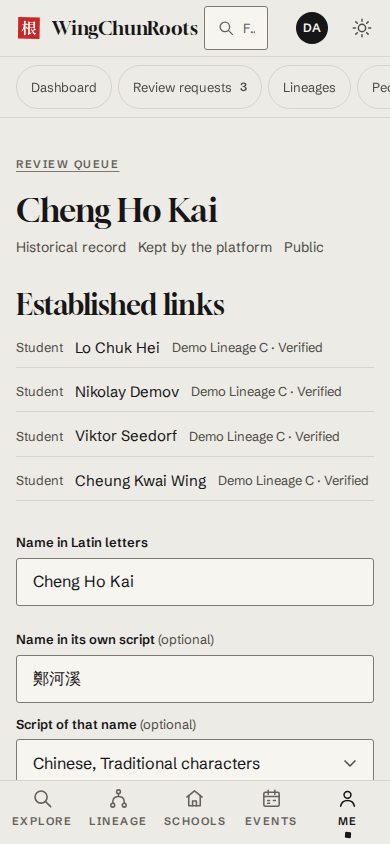 根 WingChunRoots F.. DA
Dashboard Review requests 3 Lineages
REVIEW QUEUE
Cheng Ho Kai
Historical record Kept by the platform Public
Established links
Student Lo Chuk Hei Demo Lineage C · Verified
Student Nikolay Demov Demo Lineage C · Verified
Student Viktor Seedorf Demo Lineage C · Verified
Student Cheung Kwai Wing Demo Lineage C · Verified
Name in Latin letters
Cheng Ho Kai
Name in its own script (optional)
鄭河溪
Script of that name (optional)
Chinese, Traditional characters
EXPLORE LINEAGE SCHOOLS EVENTS ME